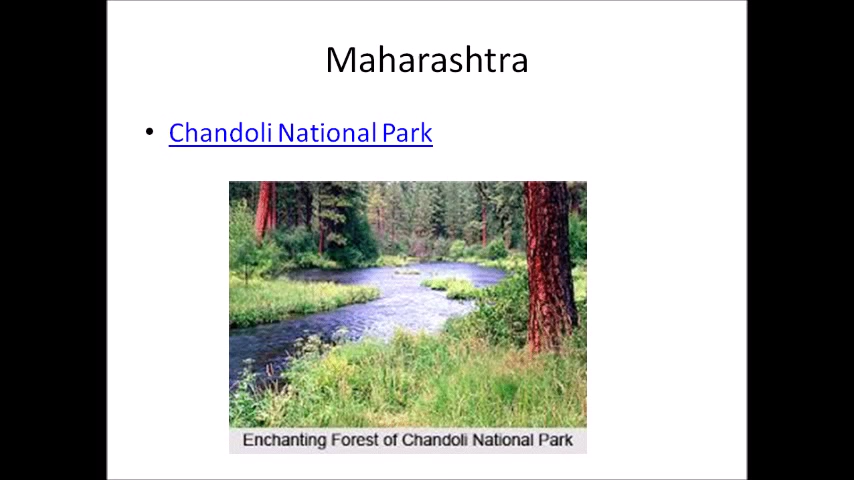 Maharashtra
• Chandoli National Park
Enchanting Forest of Chandoli National Park